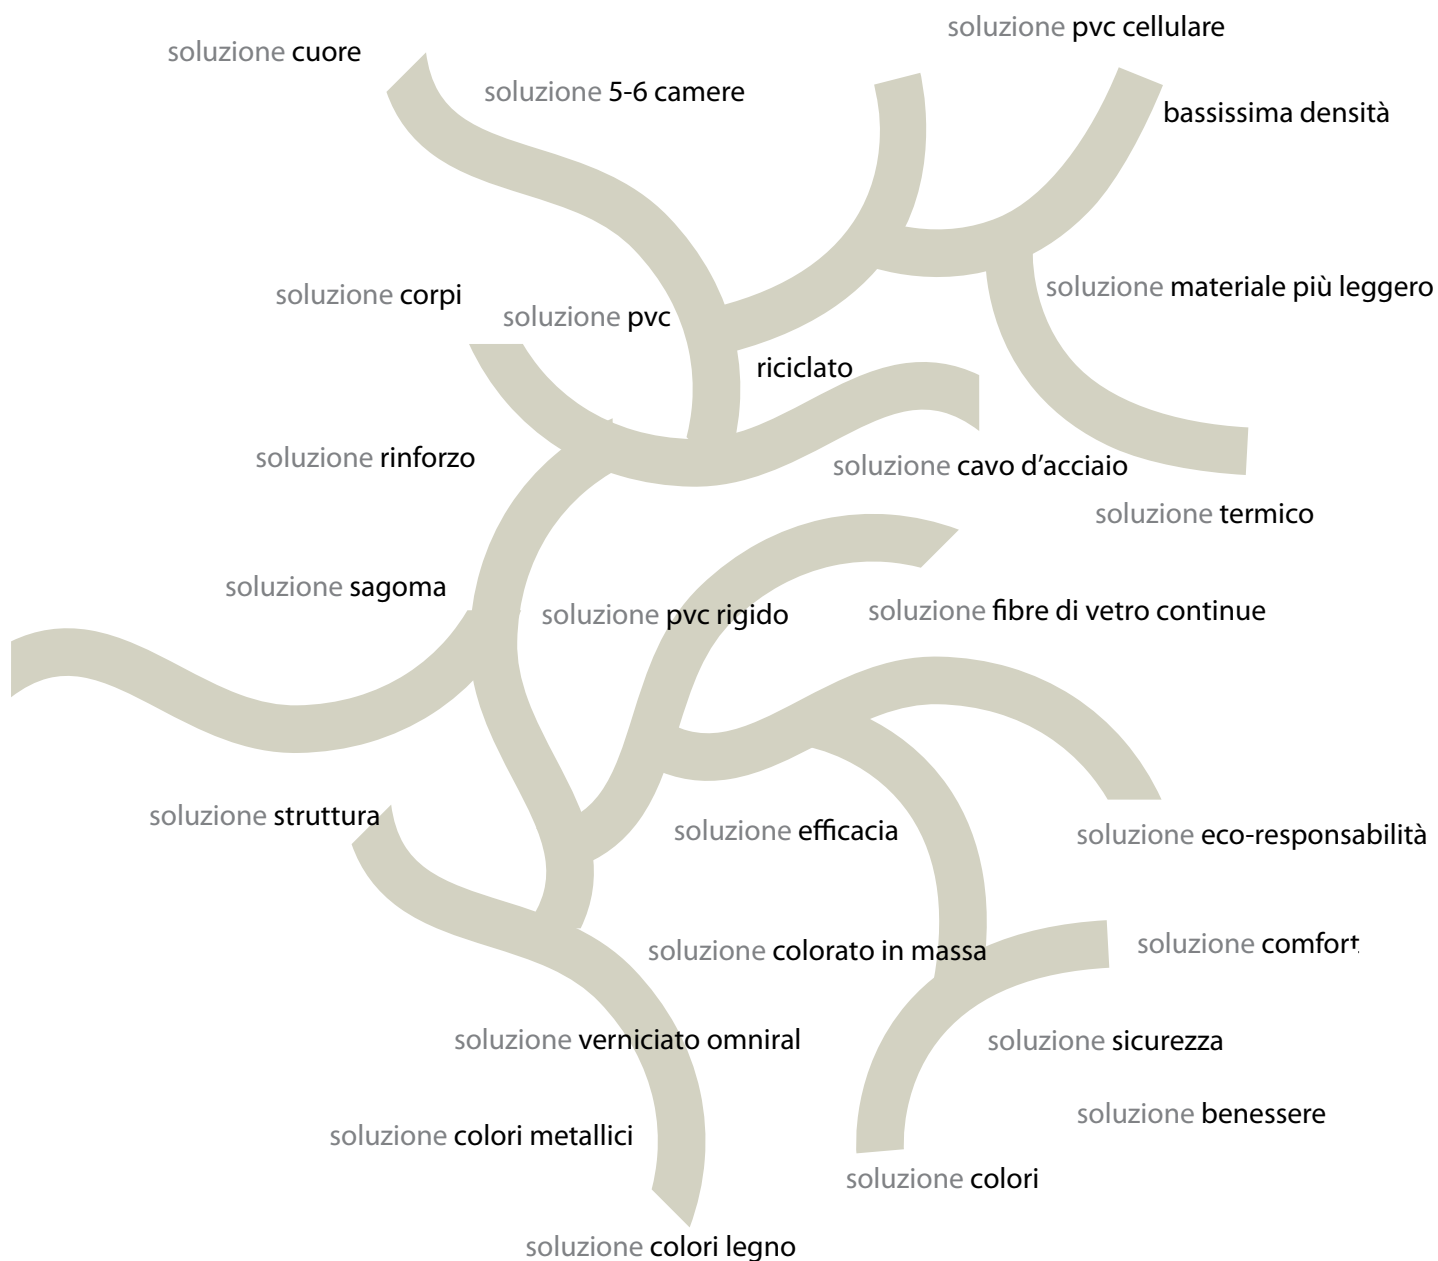 soluzione pvc cellulare
soluzione cuore
soluzione 5-6 camere
bassissima densità
soluzione materiale più leggero
soluzione corpi
soluzione pvc
riciclato
soluzione rinforzo
soluzione cavo d’acciaio
soluzione termico
soluzione sagoma
soluzione pvc rigido
soluzione fibre di vetro continue
soluzione struttura
soluzione efficacia
soluzione eco-responsabilità
soluzione colorato in massa
soluzione comfort
soluzione verniciato omniral
soluzione sicurezza
soluzione benessere
soluzione colori metallici
soluzione colori
soluzione colori legno